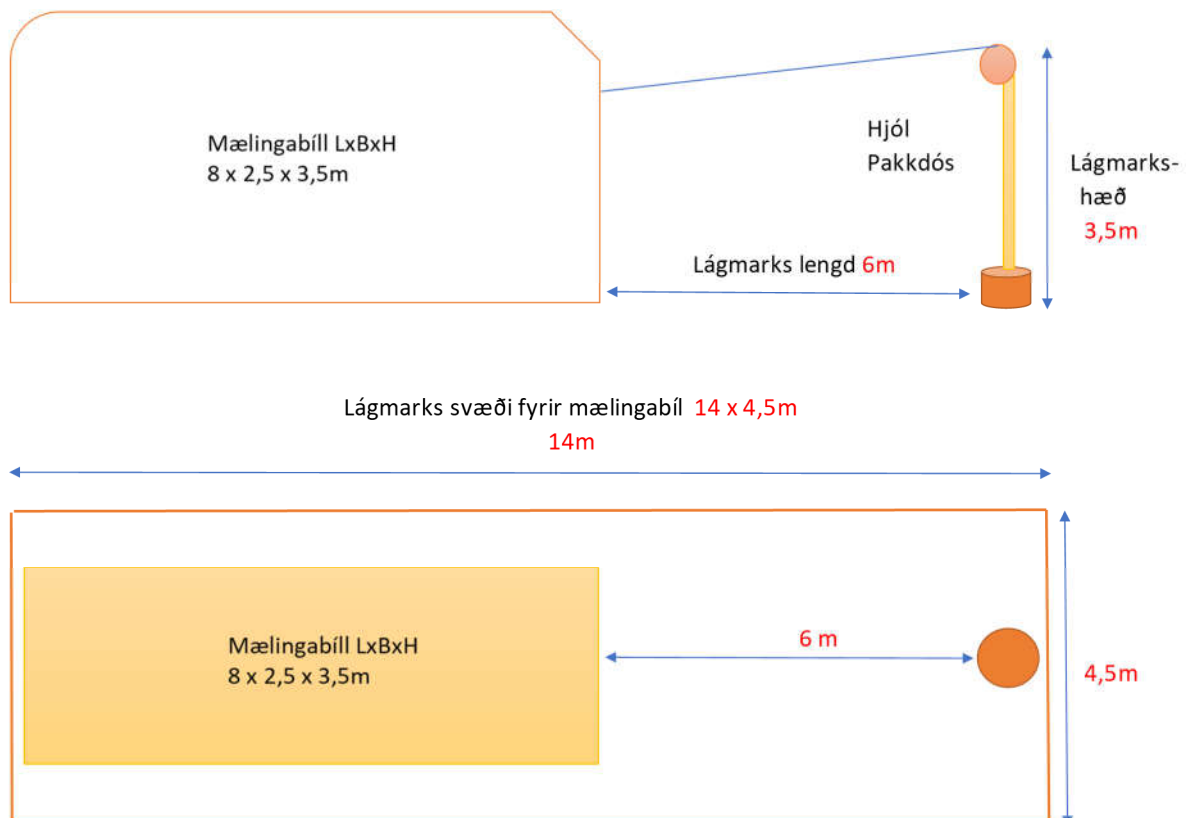 Mælingabíll LxBxH
8 x 2,5 x 3,5m
Hjól
Pakkdós
Lágmarks-
hæð
3,5m
Lágmarks lengd 6m
Lágmarks svæði fyrir mælingabíl 14 x 4,5m
14m
Mælingabíll LxBxH
8 x 2,5 x 3,5m
6 m
4,5m